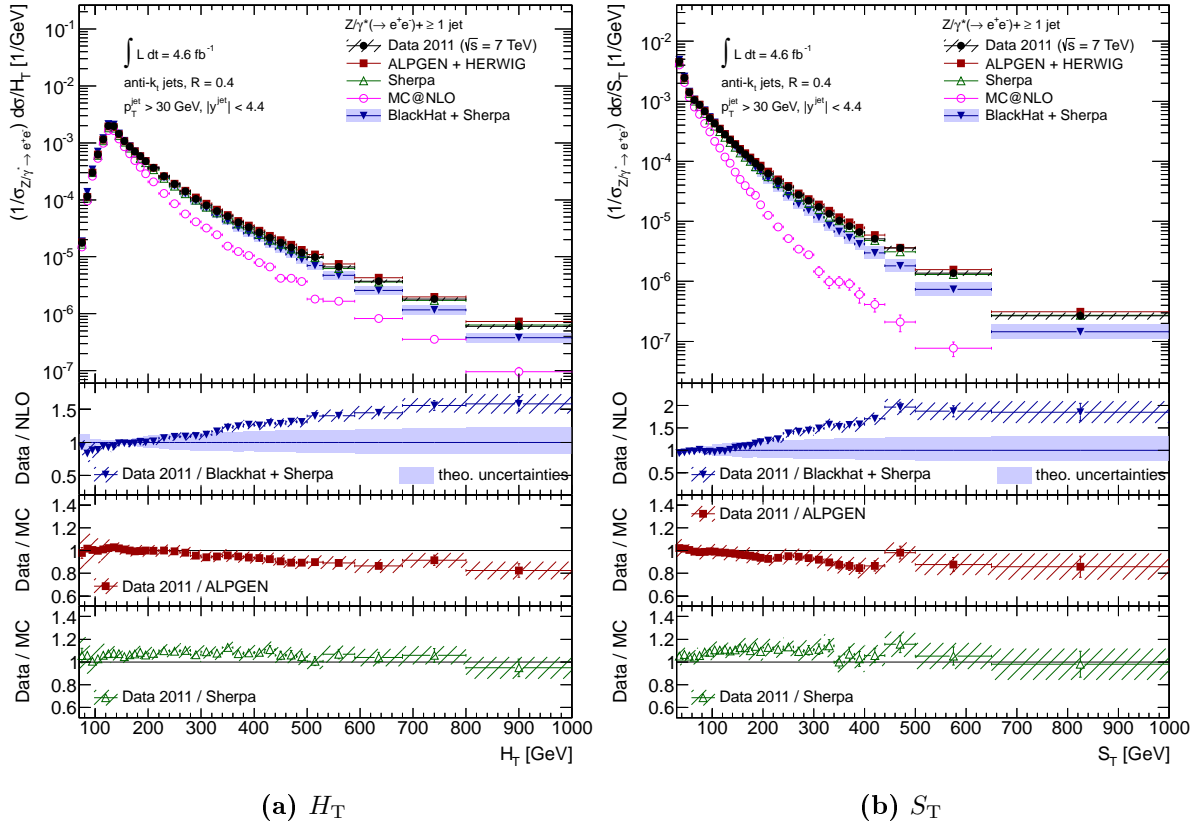 Z/γ*(→ e⁺e⁻)+ ≥ 1 jet
∫ L dt = 4.6 fb⁻¹
anti-kₜ jets, R = 0.4
p_T^jet > 30 GeV, |y^jet| < 4.4
Data 2011 (√s = 7 TeV)
ALPGEN + HERWIG
Sherpa
MC@NLO
BlackHat + Sherpa
(1/σ_{Z/γ*→ e⁺e⁻}) dσ/H_T [1/GeV]
10⁻¹
10⁻²
10⁻³
10⁻⁴
10⁻⁵
10⁻⁶
10⁻⁷
Data / NLO
1.5
1
0.5
Data 2011 / Blackhat + Sherpa
theo. uncertainties
Data / MC
1.4
1.2
1
0.8
0.6
Data 2011 / ALPGEN
Data / MC
1.4
1.2
1
0.8
0.6
Data 2011 / Sherpa
100 200 300 400 500 600 700 800 900 1000
H_T [GeV]
(a) H_T
Z/γ*(→ e⁺e⁻)+ ≥ 1 jet
∫ L dt = 4.6 fb⁻¹
anti-kₜ jets, R = 0.4
p_T^jet > 30 GeV, |y^jet| < 4.4
Data 2011 (√s = 7 TeV)
ALPGEN + HERWIG
Sherpa
MC@NLO
BlackHat + Sherpa
(1/σ_{Z/γ*→ e⁺e⁻}) dσ/S_T [1/GeV]
10⁻²
10⁻³
10⁻⁴
10⁻⁵
10⁻⁶
10⁻⁷
Data / NLO
2
1.5
1
0.5
Data 2011 / Blackhat + Sherpa
theo. uncertainties
Data / MC
1.4
1.2
1
0.8
0.6
Data 2011 / ALPGEN
Data / MC
1.4
1.2
1
0.8
0.6
Data 2011 / Sherpa
100 200 300 400 500 600 700 800 900 1000
S_T [GeV]
(b) S_T